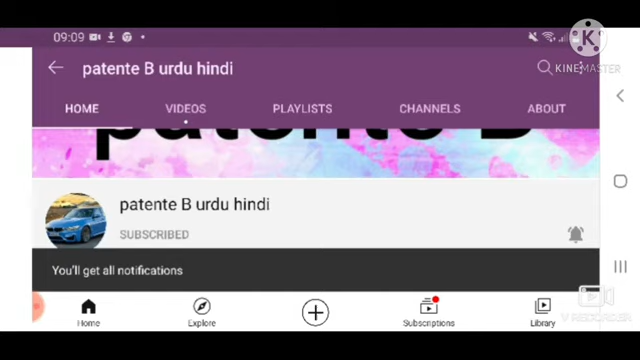 09:09
KINEMASTER
patente B urdu hindi
HOME VIDEOS PLAYLISTS CHANNELS ABOUT
patente B
patente B urdu hindi
SUBSCRIBED
You'll get all notifications
Home Explore Subscriptions Library
V RECORDER